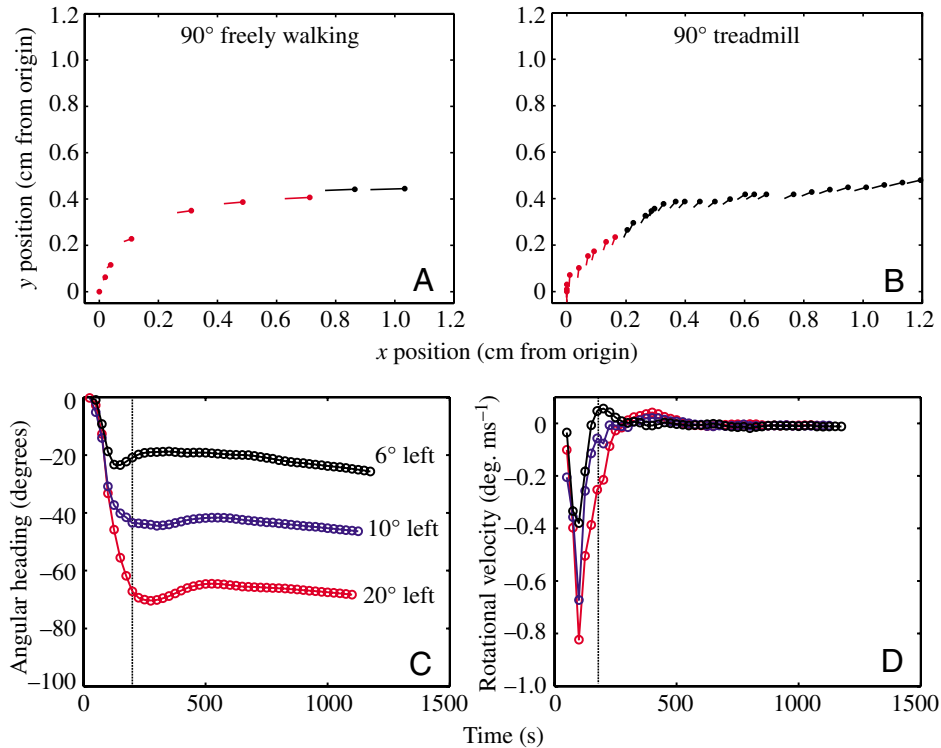 90° freely walking
90° treadmill
1.2
1.0
0.8
0.6
0.4
0.2
0
y position (cm from origin)
A
0 0.2 0.4 0.6 0.8 1.0 1.2
1.2
1.0
0.8
0.6
0.4
0.2
0
B
0 0.2 0.4 0.6 0.8 1.0 1.2
x position (cm from origin)
0
−20
−40
−60
−80
−100
Angular heading (degrees)
6° left
10° left
20° left
C
0 500 1000 1500
0
−0.2
−0.4
−0.6
−0.8
−1.0
Rotational velocity (deg. ms⁻¹)
D
0 500 1000 1500
Time (s)